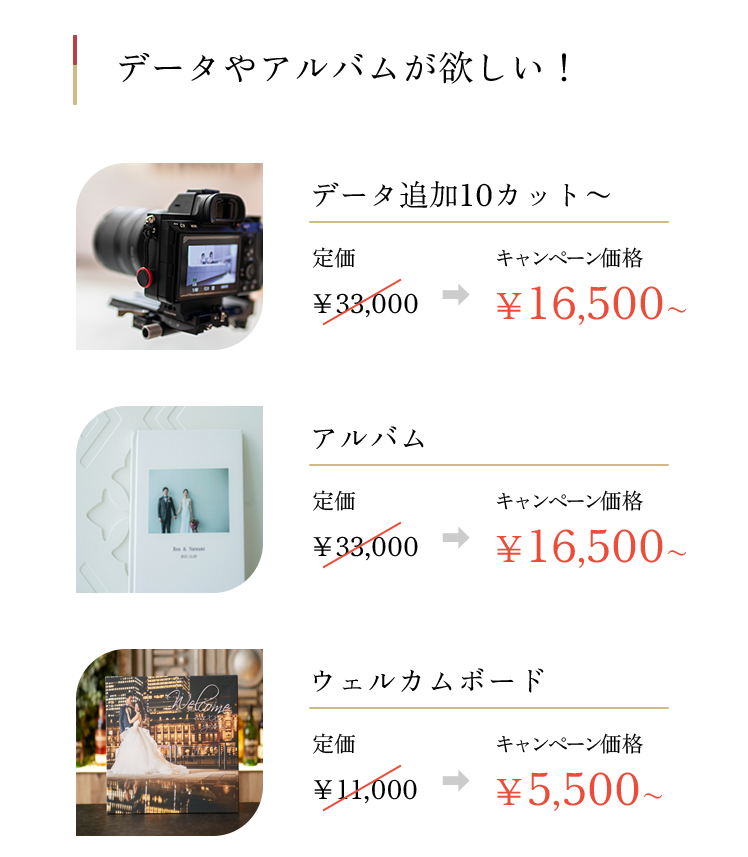 データやアルバムが欲しい！
データ追加10カット～
定価
キャンペーン価格
¥33,000
¥16,500～
アルバム
定価
キャンペーン価格
¥33,000
¥16,500～
Welcome
ウェルカムボード
定価
キャンペーン価格
¥11,000
¥5,500～